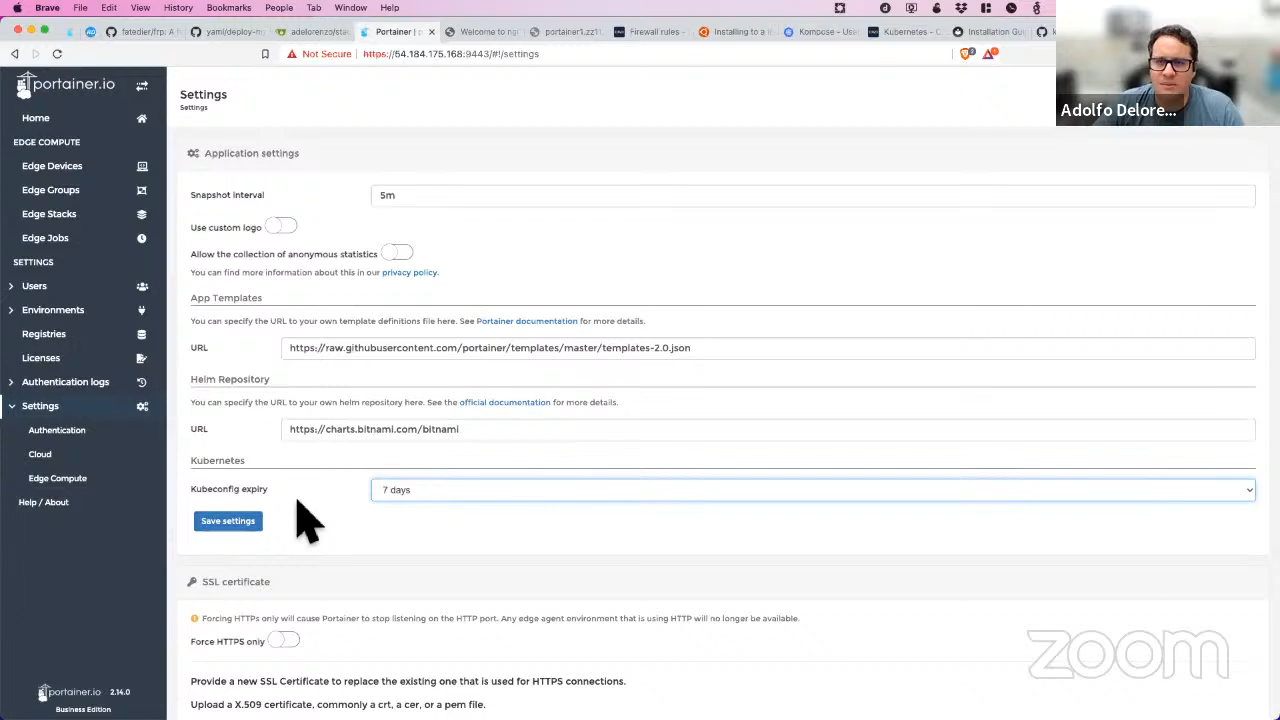 Brave Browser File Edit View History Bookmarks People Tab Window Help
fatedier/frp: A
yaml/deploy-n
adelorenzo/ste
Portainer |
Welcome to ng
portainer1.zz1
Firewall rules -
Installing to a
Kompose - Us
Kubernetes - C
Not Secure
https://54.184.175.168:9443/#!/settings
Adolfo Delore...
portainer.io
Home
EDGE COMPUTE
Edge Devices
Edge Groups
Edge Stacks
Edge Jobs
SETTINGS
Users
Environments
Registries
Licenses
Authentication logs
Settings
Authentication
Cloud
Edge Compute
Help / About
portainer.io 2.14.0
Business Edition
Settings
Settings
Application settings
Snapshot interval 5m
Use custom logo
Allow the collection of anonymous statistics
You can find more information about this in our privacy policy.
App Templates
You can specify the URL to your own template definitions file here. See Portainer documentation for more details.
URL https://raw.githubusercontent.com/portainer/templates/master/templates-2.0.json
Helm Repository
You can specify the URL to your own helm repository here. See the official documentation for more details.
URL https://charts.bitnami.com/bitnami
Kubernetes
Kubeconfig expiry 7 days
Save settings
SSL certificate
Forcing HTTPs only will cause Portainer to stop listening on the HTTP port. Any edge agent environment that is using HTTP will no longer be available.
Force HTTPS only
Provide a new SSL Certificate to replace the existing one that is used for HTTPS connections.
Upload a X.509 certificate, commonly a crt, a cer, or a pem file.
zoom